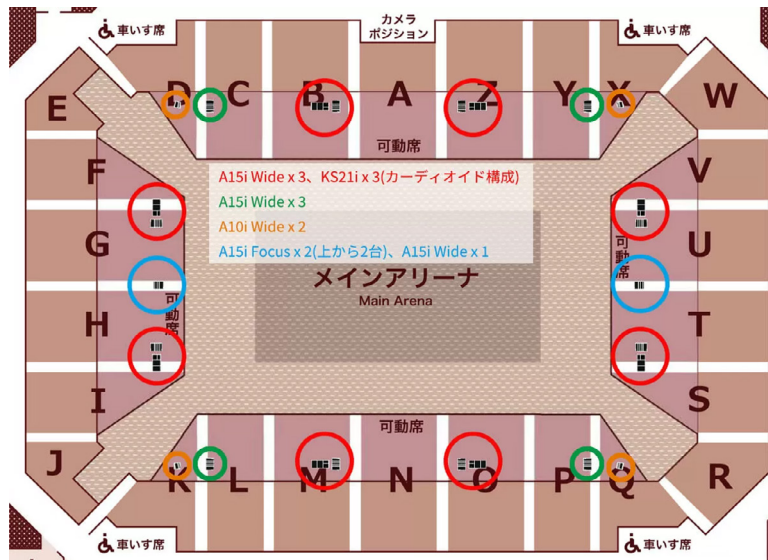 カメラ
ポジション
車いす席
車いす席
E
D
C
B
A
Z
Y
X
W
可動席
F
V
A15i Wide x 3、KS21i x 3(カーディオイド構成)
A15i Wide x 3
A10i Wide x 2
A15i Focus x 2(上から2台)、A15i Wide x 1
G
U
可動席
可動席
メインアリーナ
Main Arena
H
T
I
S
可動席
J
K
L
M
N
O
P
Q
R
車いす席
車いす席